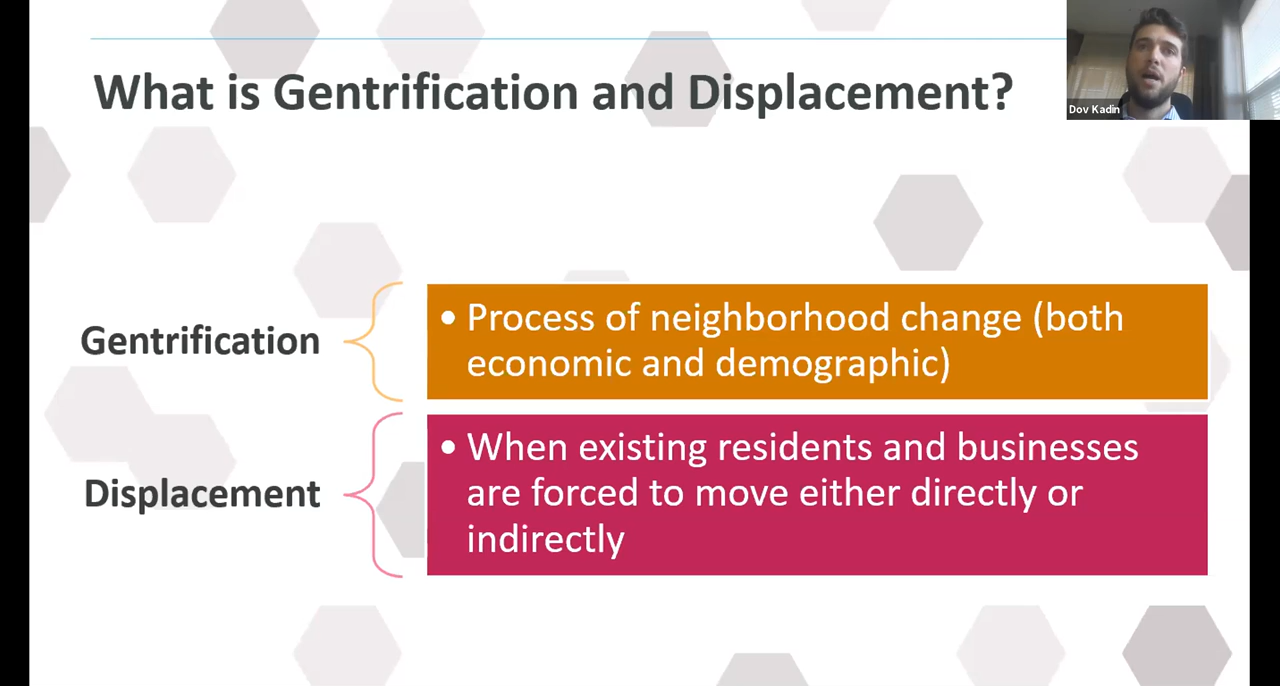 What is Gentrification and Displacement?
Dov Kadin
Gentrification
• Process of neighborhood change (both
economic and demographic)
Displacement
• When existing residents and businesses
are forced to move either directly or
indirectly